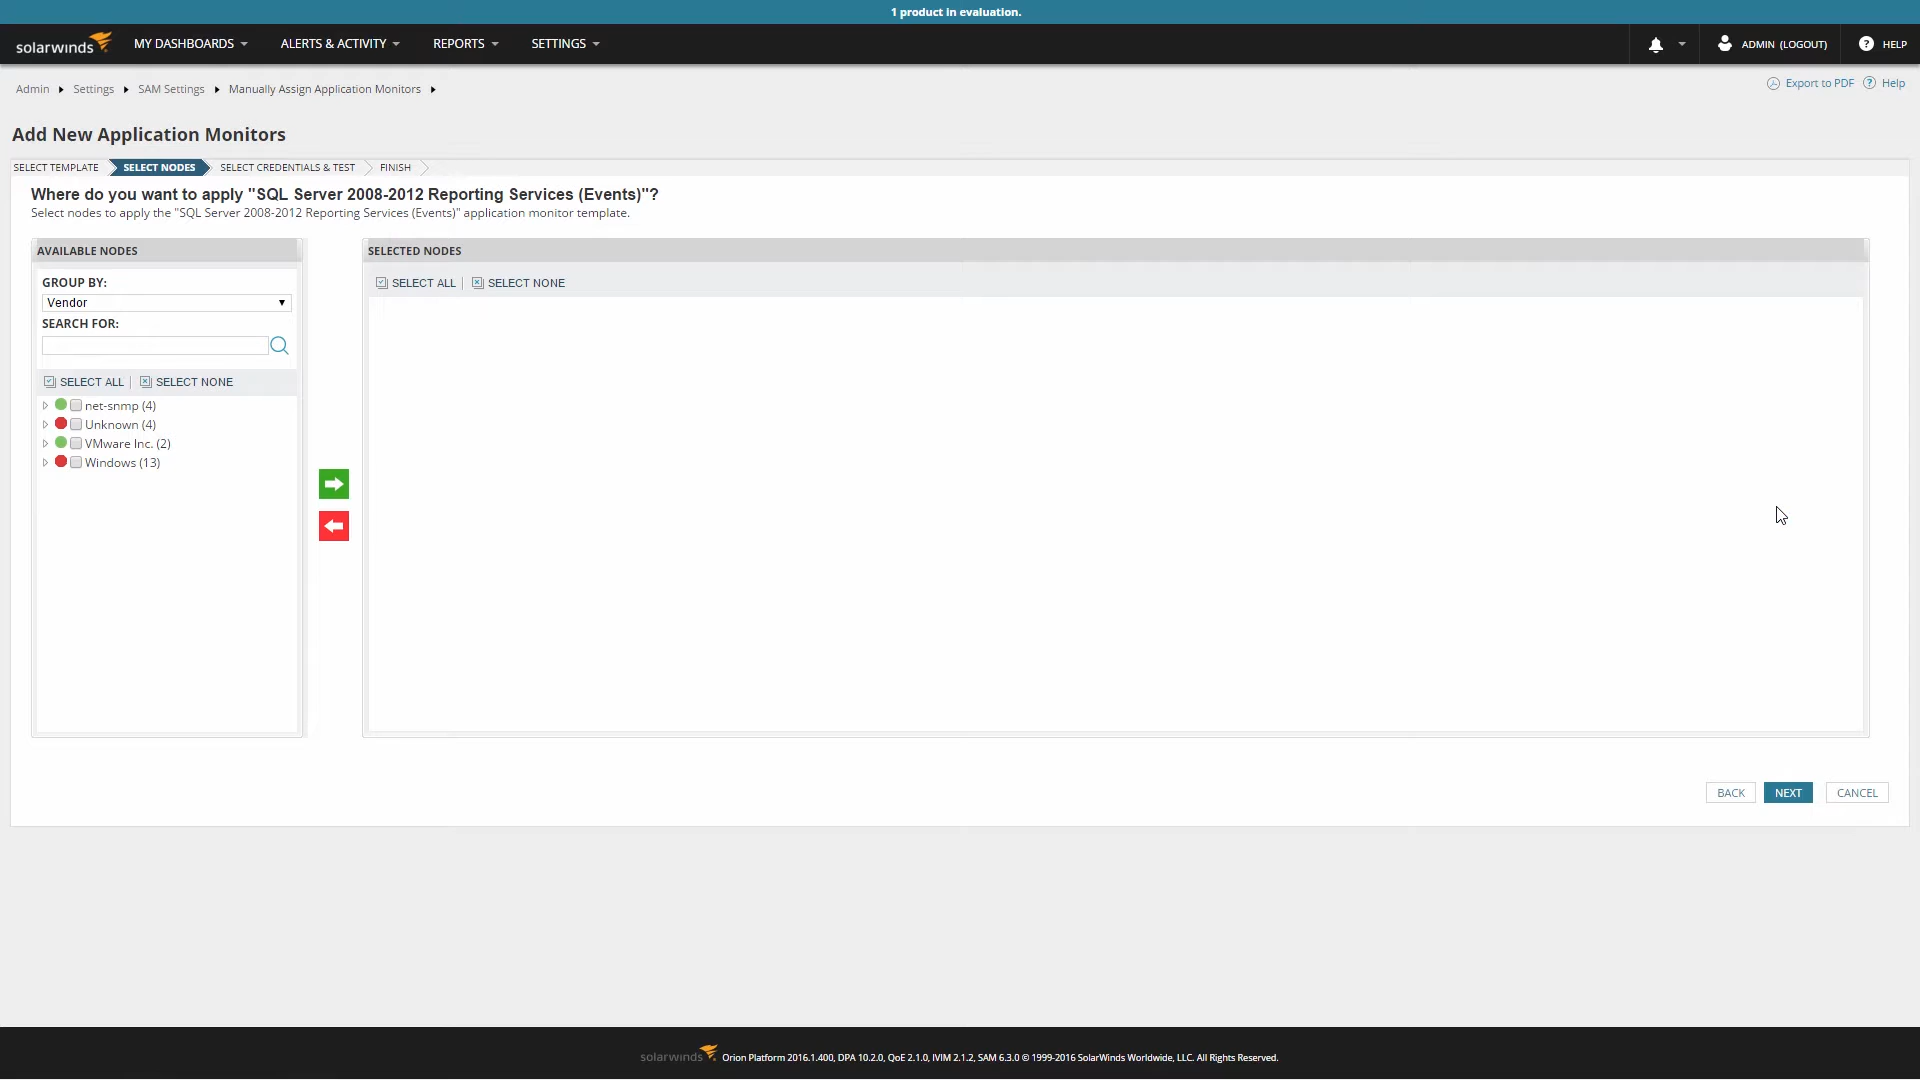 1 product in evaluation.
solarwinds MY DASHBOARDS ALERTS & ACTIVITY REPORTS SETTINGS ADMIN (LOGOUT) ? HELP
Admin Settings SAM Settings Manually Assign Application Monitors Export to PDF ? Help
Add New Application Monitors
SELECT TEMPLATE SELECT NODES SELECT CREDENTIALS & TEST FINISH
Where do you want to apply "SQL Server 2008-2012 Reporting Services (Events)"?
Select nodes to apply the "SQL Server 2008-2012 Reporting Services (Events)" application monitor template.
AVAILABLE NODES
GROUP BY:
Vendor
SEARCH FOR:
SELECT ALL | SELECT NONE
net-snmp (4)
Unknown (4)
VMware Inc. (2)
Windows (13)
SELECTED NODES
SELECT ALL | SELECT NONE
BACK NEXT CANCEL
solarwinds Orion Platform 2016.1.400, DPA 10.2.0, QoE 2.1.0, IVIM 2.1.2, SAM 6.3.0 © 1999-2016 SolarWinds Worldwide, LLC. All Rights Reserved.